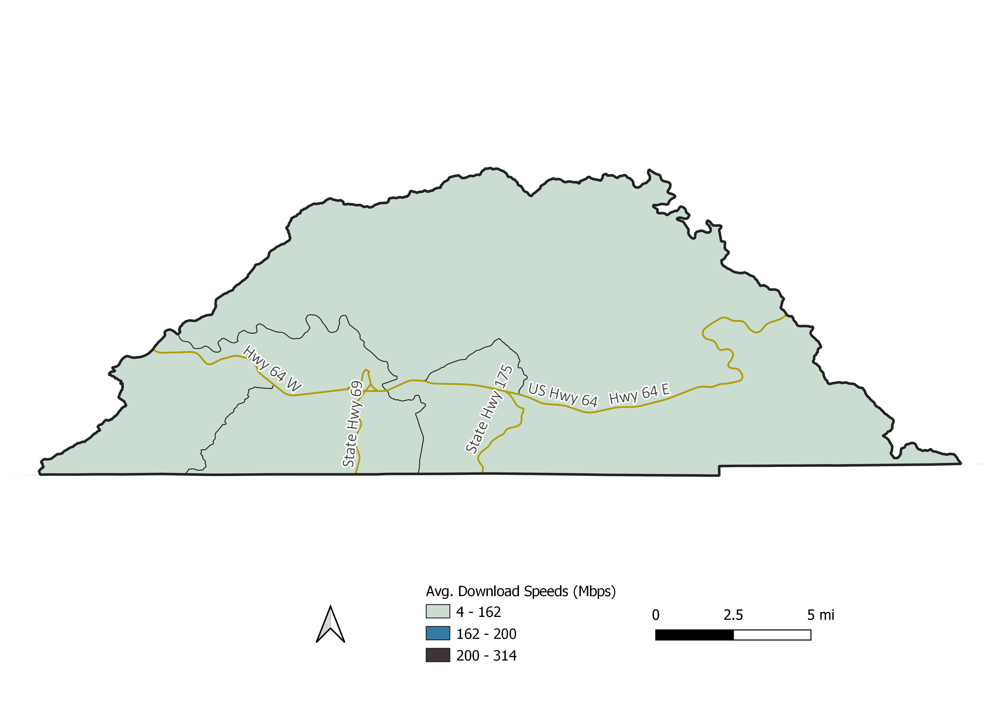 Hwy 64 W
State Hwy 69
State Hwy 175
US Hwy 64
Hwy 64 E
Avg. Download Speeds (Mbps)
4 - 162
162 - 200
200 - 314
0 2.5 5 mi